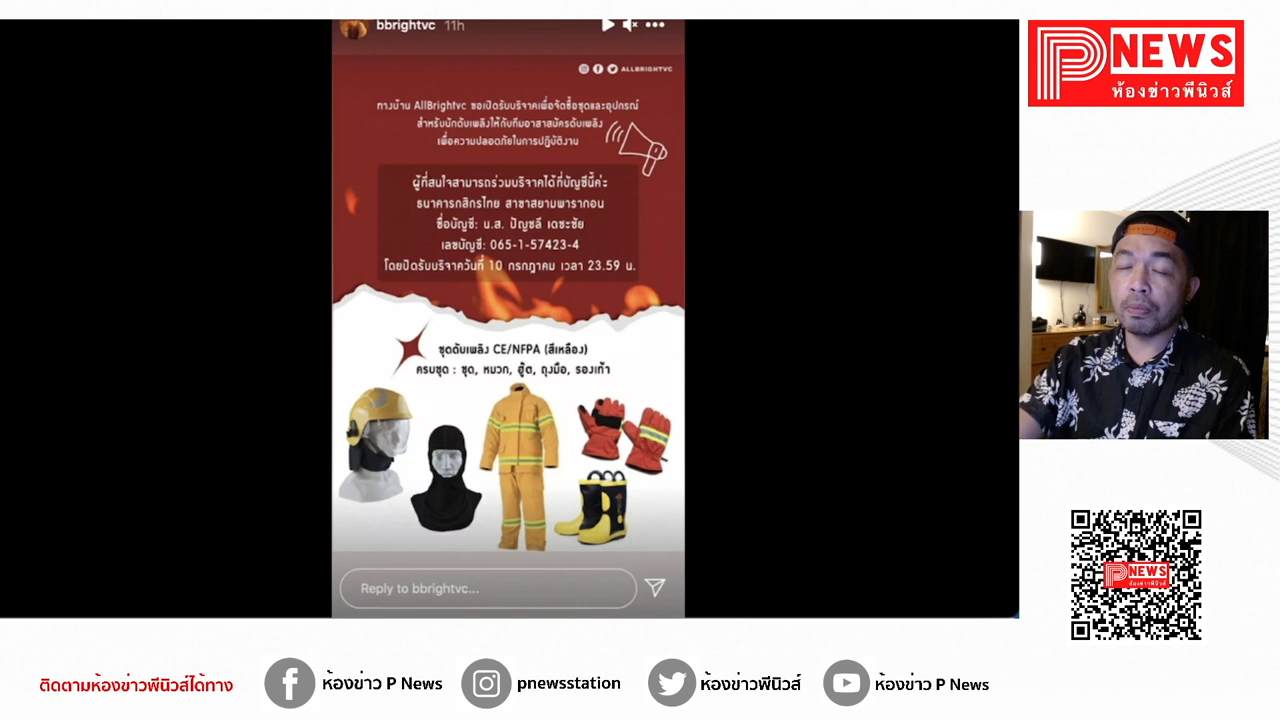 bbrightvc 11h
ALLBRIGHTVC
ทางบ้าน AllBrightvc ขอเปิดรับบริจาคเพื่อจัดซื้อชุดและอุปกรณ์
สำหรับนักดับเพลิงให้กับทีมอาสาสมัครดับเพลิง
เพื่อความปลอดภัยในการปฏิบัติงาน
ผู้ที่สนใจสามารถร่วมบริจาคได้ที่บัญชีนี้ค่ะ
ธนาคารกสิกรไทย สาขาสยามพารากอน
ชื่อบัญชี: น.ส. ปัญชลี เดชะชัย
เลขบัญชี: 065-1-57423-4
โดยปิดรับบริจาควันที่ 10 กรกฎาคม เวลา 23.59 น.
ชุดดับเพลิง CE/NFPA (สีเหลือง)
ครบชุด : ชุด, หมวก, ฮู้ด, ถุงมือ, รองเท้า
Reply to bbrightvc...
P NEWS
ห้องข่าวพีนิวส์
P NEWS
ห้องข่าวพีนิวส์
ติดตามห้องข่าวพีนิวส์ได้ทาง
ห้องข่าว P News
pnewsstation
ห้องข่าวพีนิวส์
ห้องข่าว P News